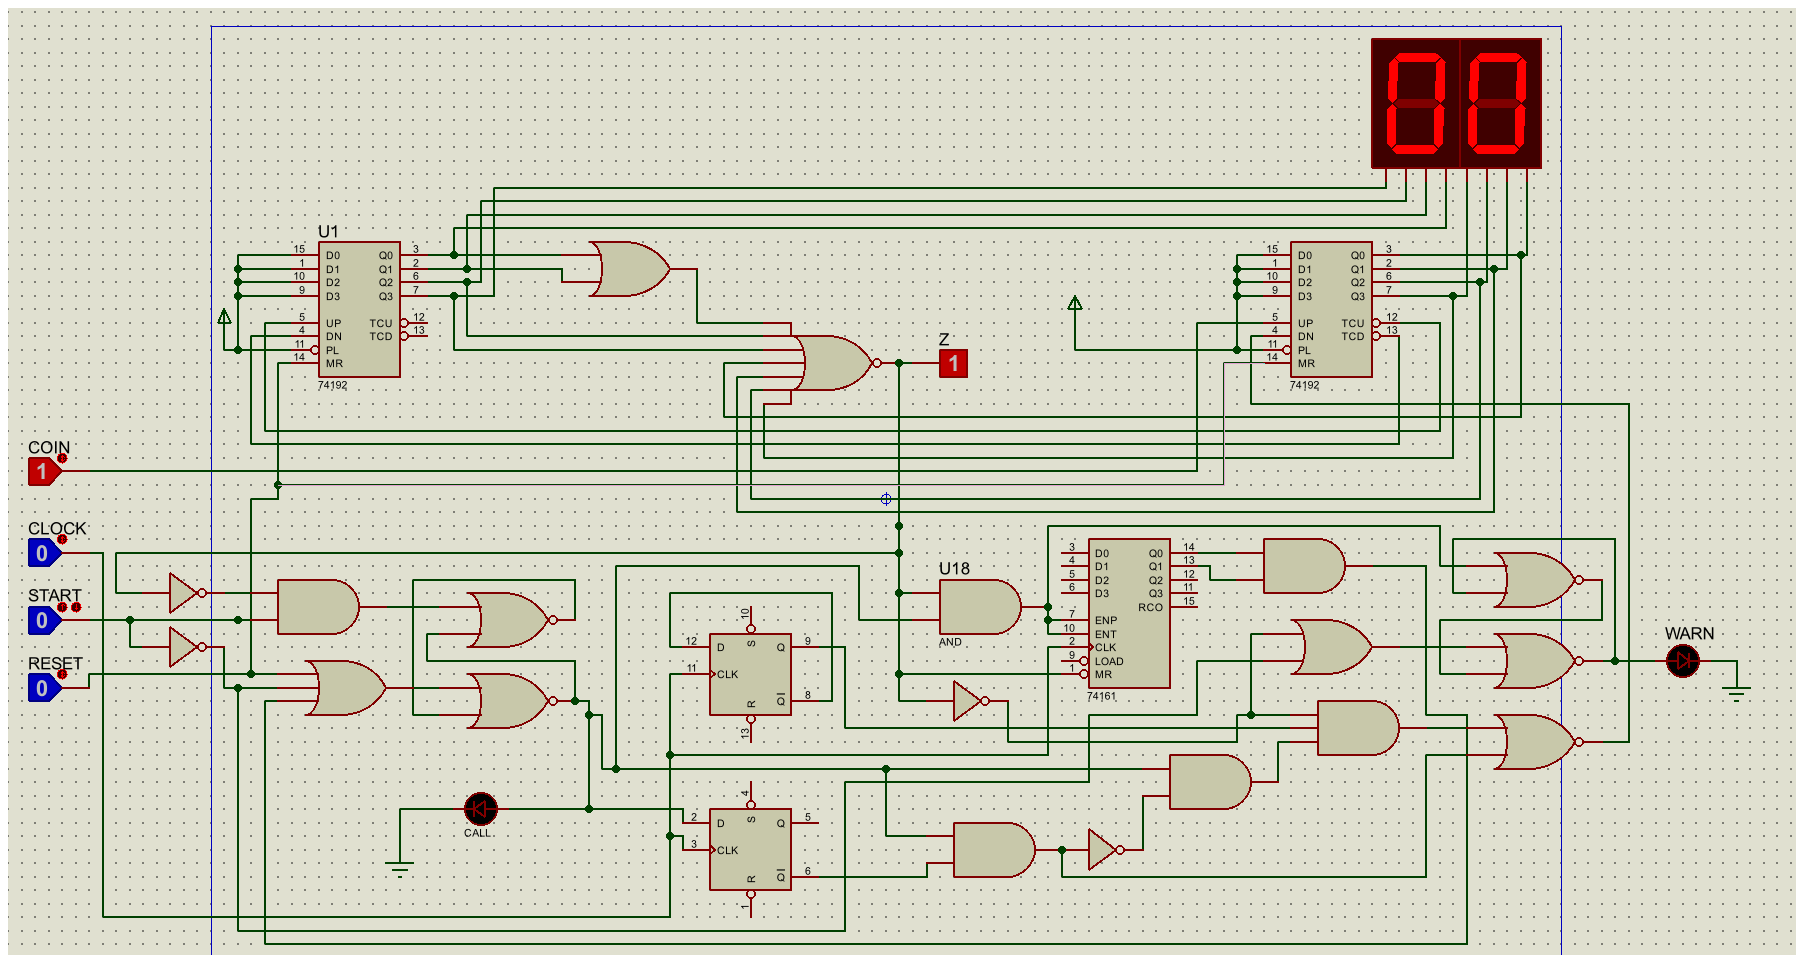 00
U1
15 D0 Q0 3
1 D1 Q1 2
10 D2 Q2 6
9 D3 Q3 7
5 UP TCU 12
4 DN TCD 13
11 PL
14 MR
74192
15 D0 Q0 3
1 D1 Q1 2
10 D2 Q2 6
9 D3 Q3 7
5 UP TCU 12
4 DN TCD 13
11 PL
14 MR
74192
Z
1
COIN
1
CLOCK
0
START
0
RESET
0
U18
AND
3 D0 Q0 14
4 D1 Q1 13
5 D2 Q2 12
6 D3 Q3 11
RCO 15
7 ENP
10 ENT
2 CLK
9 LOAD
1 MR
74161
10
S
12 D Q 9
11 CLK
R Q 8
13
4
S
2 D Q 5
3 CLK
R Q 6
1
CALL
WARN